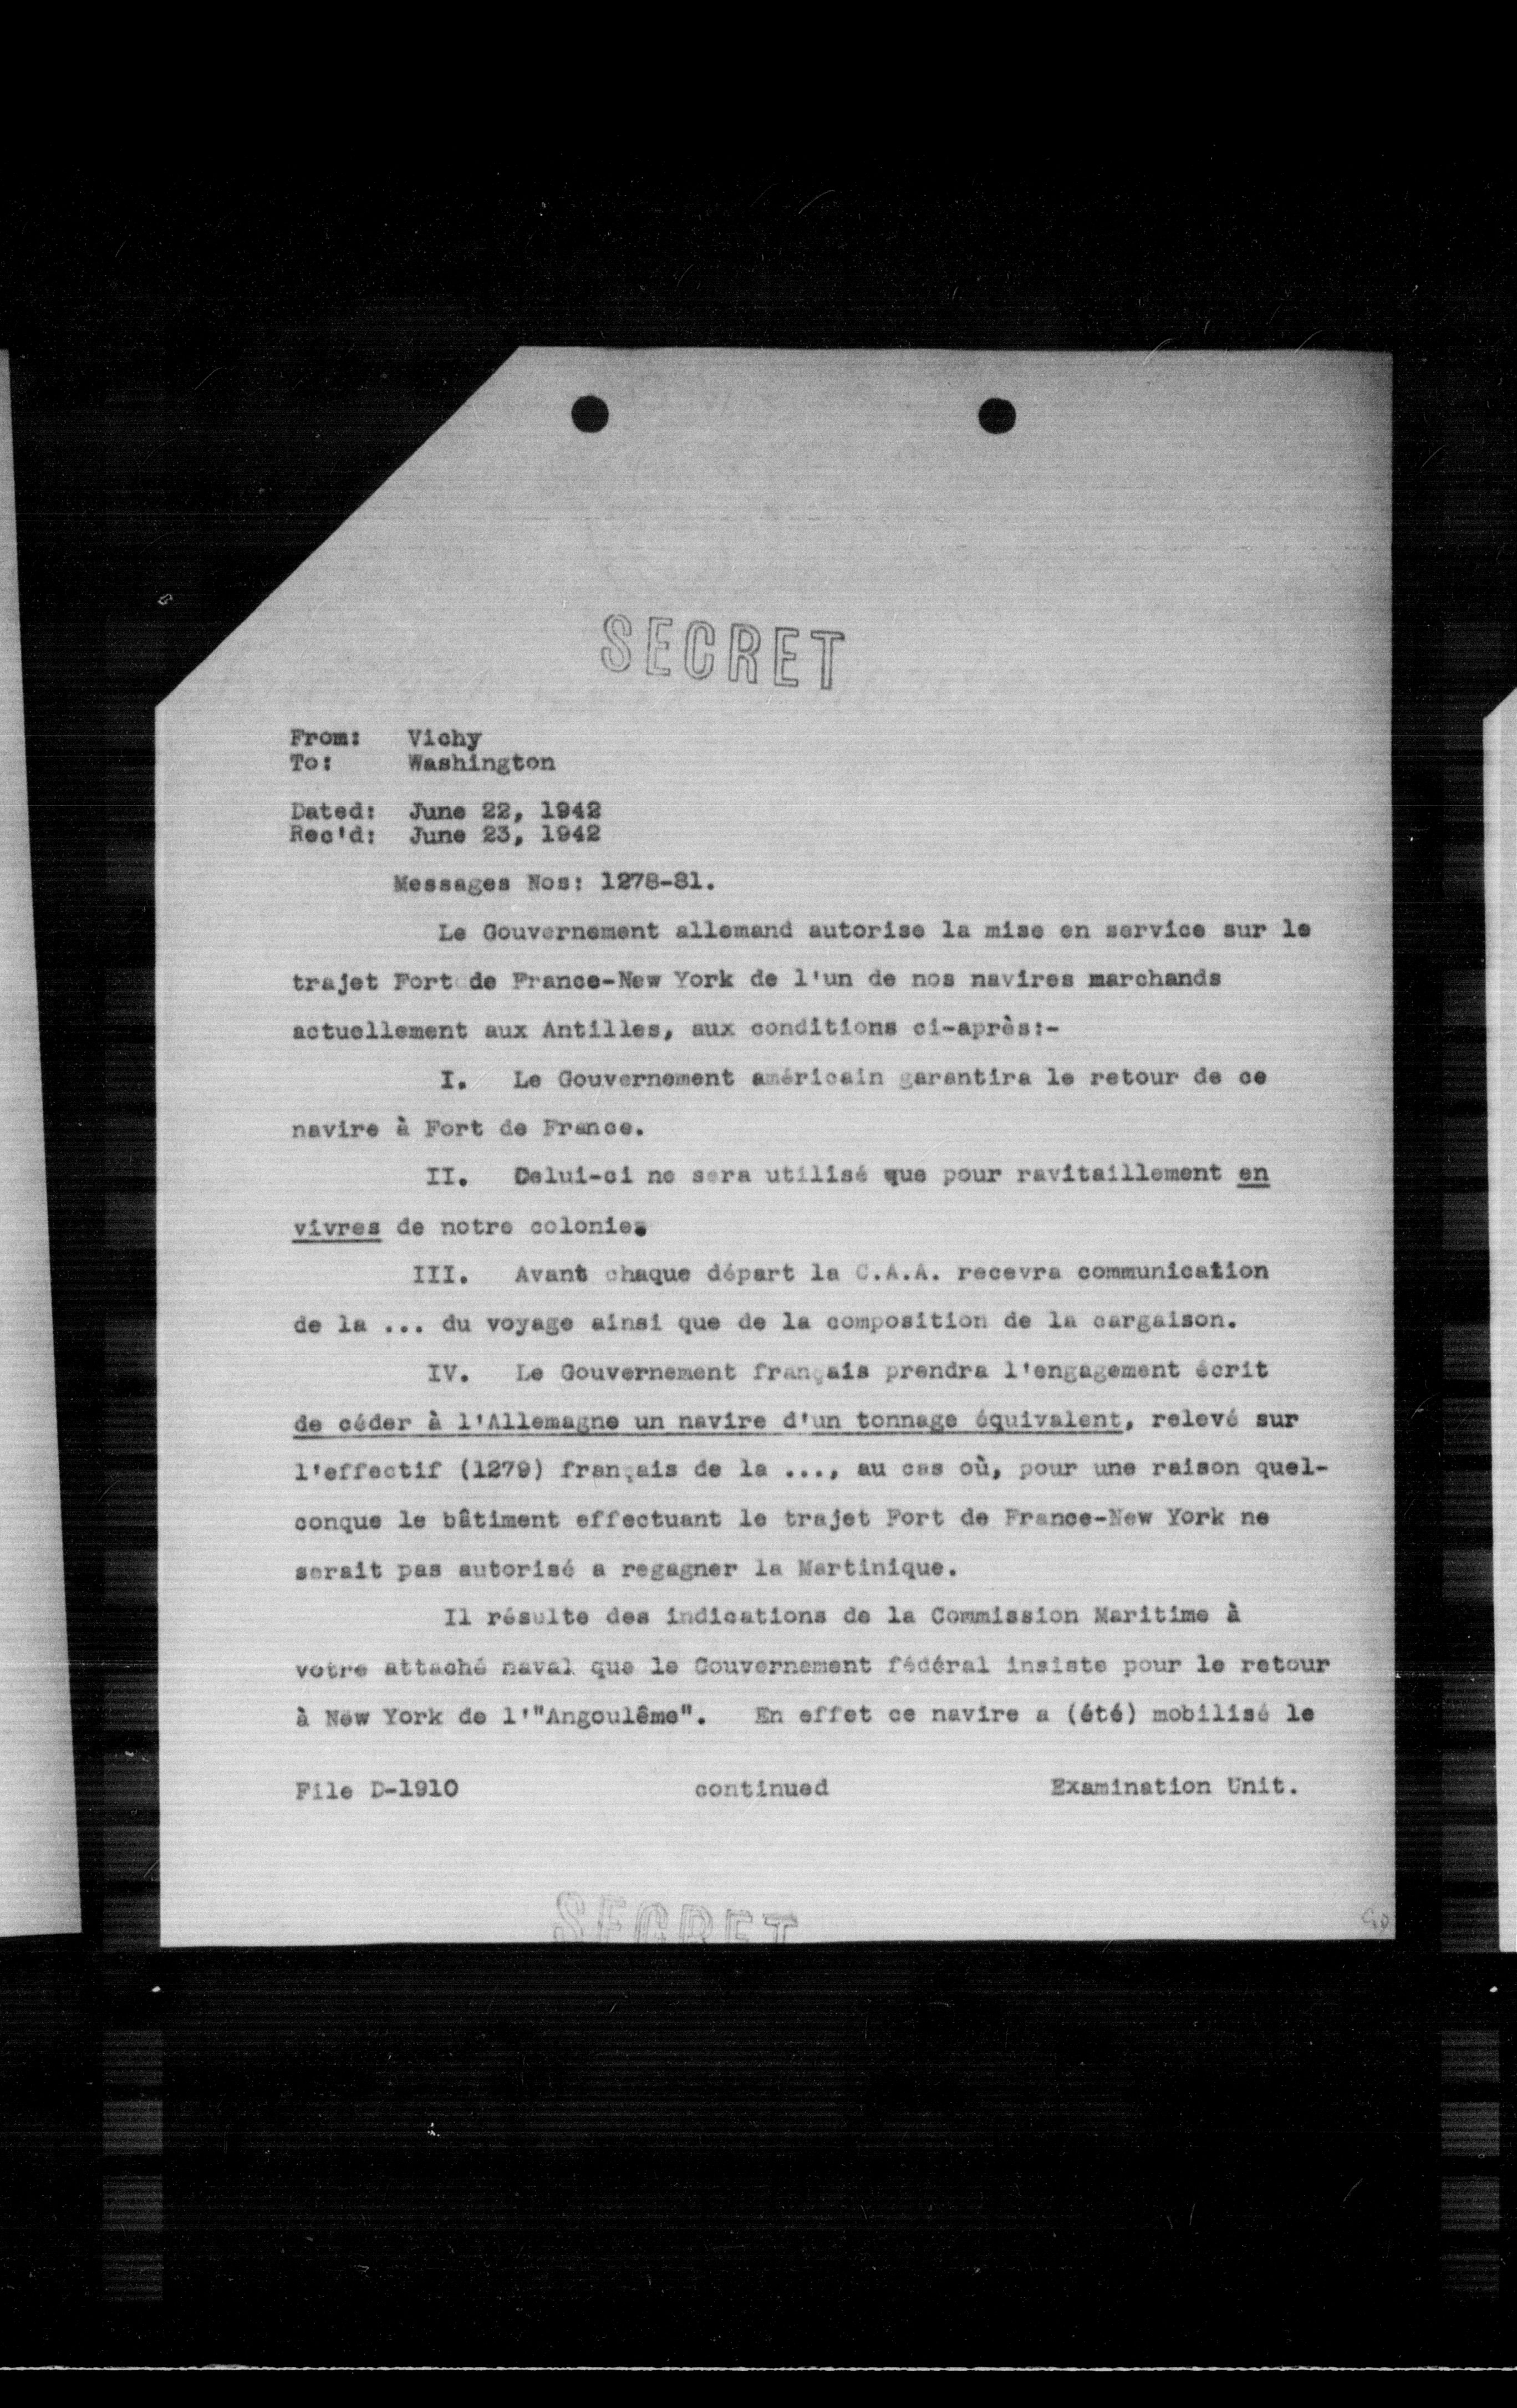 SECRET
From: Vichy
To: Washington
Dated: June 22, 1942
Rec'd: June 23, 1942
Messages Nos: 1278-81.
Le Gouvernement allemand autorise la mise en service sur le
trajet Fort de France-New York de l'un de nos navires marchands
actuellement aux Antilles, aux conditions ci-après:-
I. Le Gouvernement américain garantira le retour de ce
navire à Fort de France.
II. Celui-ci ne sera utilisé que pour ravitaillement en
vivres de notre colonie.
III. Avant chaque départ la C.A.A. recevra communication
de la ... du voyage ainsi que de la composition de la cargaison.
IV. Le Gouvernement français prendra l'engagement écrit
de céder à l'Allemagne un navire d'un tonnage équivalent, relevé sur
l'effectif (1279) français de la ..., au cas où, pour une raison quel-
conque le bâtiment effectuant le trajet Fort de France-New York ne
serait pas autorisé a regagner la Martinique.
Il résulte des indications de la Commission Maritime à
votre attaché naval que le Gouvernement fédéral insiste pour le retour
à New York de l'"Angoulême". En effet ce navire a (été) mobilisé le
File D-1910 continued Examination Unit.
SECRET